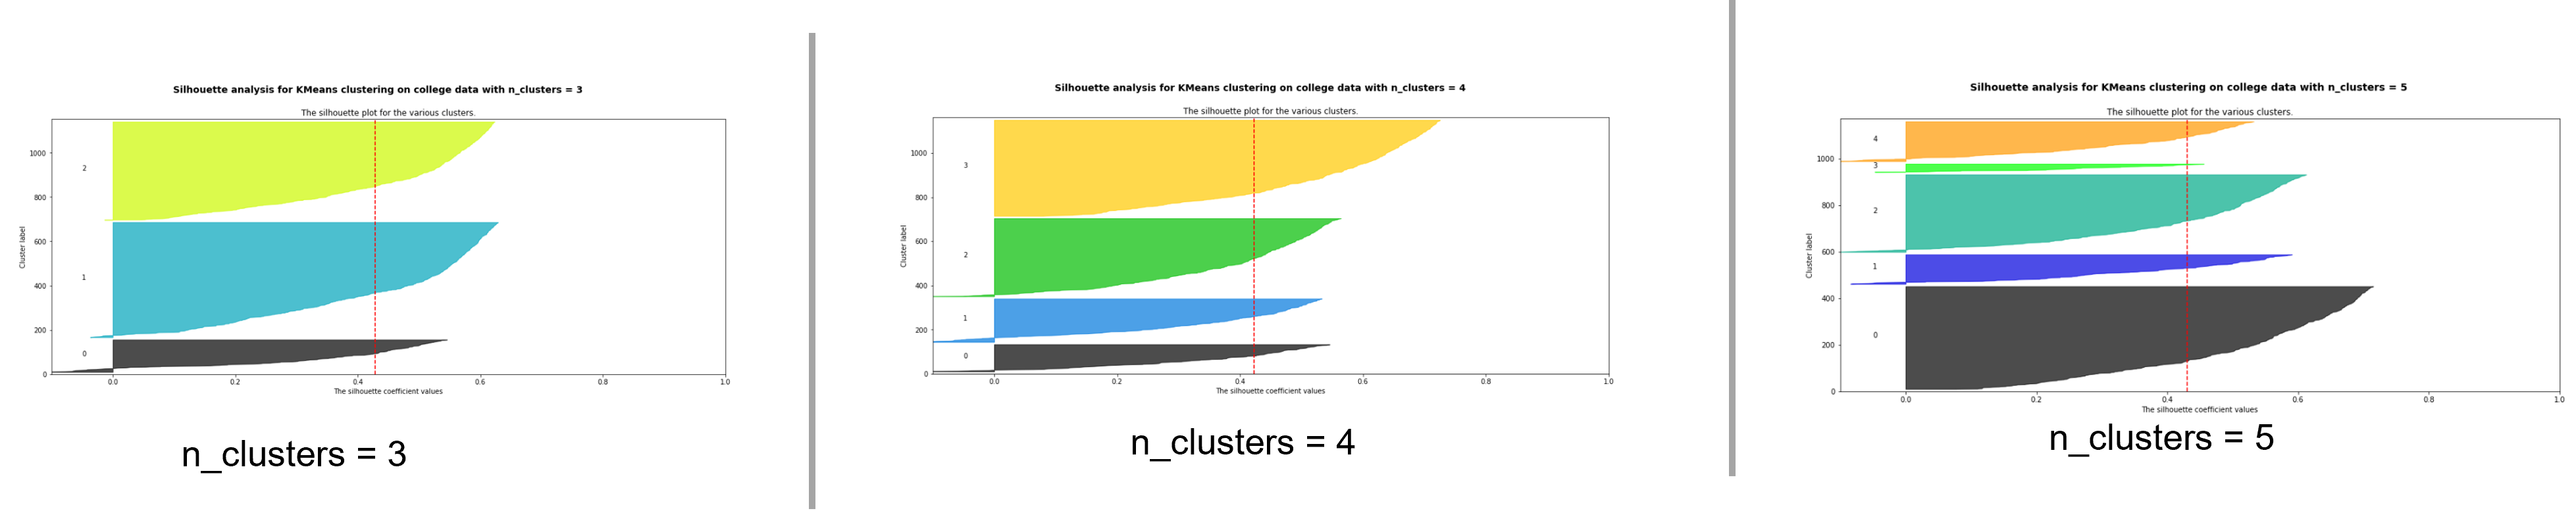 Silhouette analysis for KMeans clustering on college data with n_clusters = 3
The silhouette plot for the various clusters.
1000
800
600
400
200
0
Cluster label
2
1
0
0.0 0.2 0.4 0.6 0.8 1.0
The silhouette coefficient values
n_clusters = 3
Silhouette analysis for KMeans clustering on college data with n_clusters = 4
The silhouette plot for the various clusters.
1000
800
600
400
200
0
Cluster label
3
2
1
0
0.0 0.2 0.4 0.6 0.8 1.0
The silhouette coefficient values
n_clusters = 4
Silhouette analysis for KMeans clustering on college data with n_clusters = 5
The silhouette plot for the various clusters.
1000
800
600
400
200
0
Cluster label
4
3
2
1
0
0.0 0.2 0.4 0.6 0.8 1.0
The silhouette coefficient values
n_clusters = 5